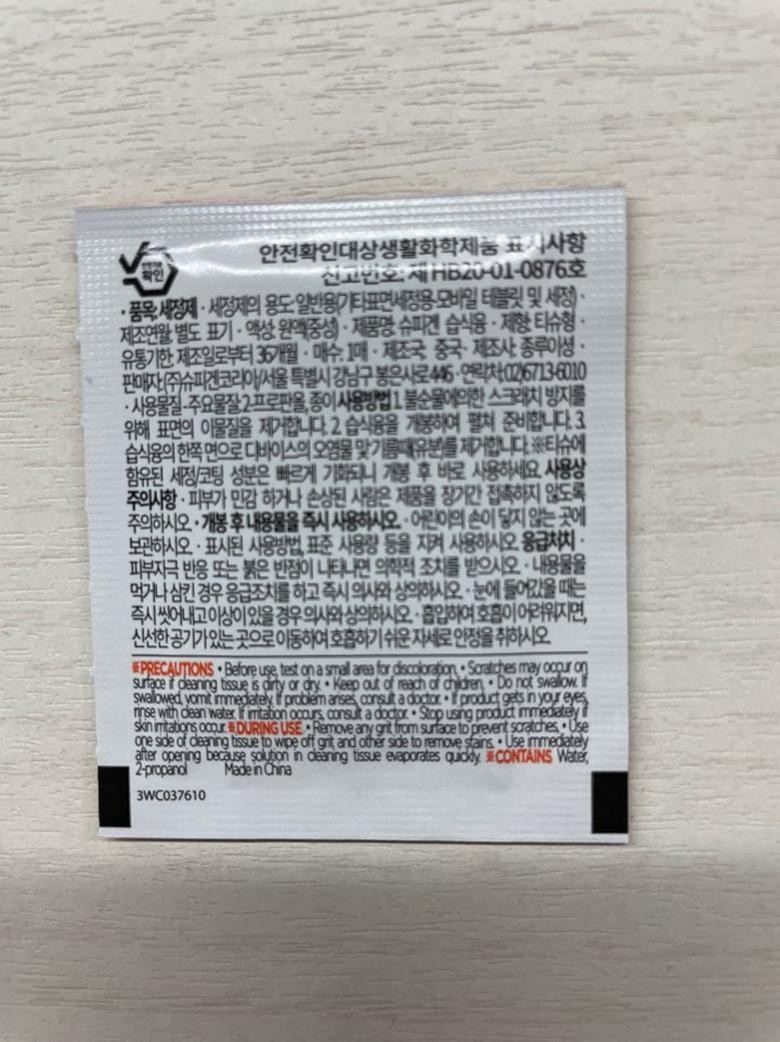 확인
안전확인대상생활화학제품 표시사항
신고번호: 제 HB20-01-0876호
· 품목: 세정제 · 세정제의 용도: 일반용(기타표면세정용-모바일 테블릿 및 세정) ·
제조연월: 별도 표기 · 액성: 원액(중성) · 제품명: 슈피겐 습식용 · 제형: 티슈형 ·
유통기한: 제조일로부터 36개월 · 매수: 1매 · 제조국: 중국 · 제조사: 종루이셩 ·
판매자: (주)슈피겐코리아/서울 특별시 강남구 봉은사로 446 · 연락처: 02)6713-6010
· 사용물질-주요물질: 2-프로판올, 종이 사용방법 1. 불순물에의한 스크래치 방지를
위해 표면의 이물질을 제거합니다. 2. 습식용을 개봉하여 펼쳐 준비합니다. 3.
습식용의 한쪽 면으로 디바이스의 오염물 및 기름때(유분)를 제거합니다. ※티슈에
함유된 세정/코팅 성분은 빠르게 기화되니 개봉 후 바로 사용하세요. 사용상
주의사항 · 피부가 민감 하거나 손상된 사람은 제품을 장기간 접촉하지 않도록
주의하시오. · 개봉 후 내용물을 즉시 사용하시오. · 어린이의 손이 닿지 않는 곳에
보관하시오. · 표시된 사용방법, 표준 사용량 등을 지켜 사용하시오. 응급처치 ·
피부자극 반응 또는 붉은 반점이 나타나면 의학적 조치를 받으시오. · 내용물을
먹거나 삼킨 경우 응급조치를 하고 즉시 의사와 상의하시오. · 눈에 들어갔을 때는
즉시 씻어내고 이상이 있을 경우 의사와 상의하시오. · 흡입하여 호흡이 어려워지면,
신선한 공기가 있는 곳으로 이동하여 호흡하기 쉬운 자세로 안정을 취하시오.
※PRECAUTIONS • Before use, test on a small area for discoloration. • Scratches may occur on
surface if cleaning tissue is dirty or dry. • Keep out of reach of children. • Do not swallow. If
swallowed, vomit immediately. If problem arises, consult a doctor. • If product gets in your eyes,
rinse with clean water. If irritation occurs, consult a doctor. • Stop using product immediately if
skin irritations occur. ※DURING USE • Remove any grit from surface to prevent scratches. • Use
one side of cleaning tissue to wipe off grit and other side to remove stains. • Use immediately
after opening because solution in cleaning tissue evaporates quickly. ※CONTAINS Water,
2-propanol Made in China
3WC037610